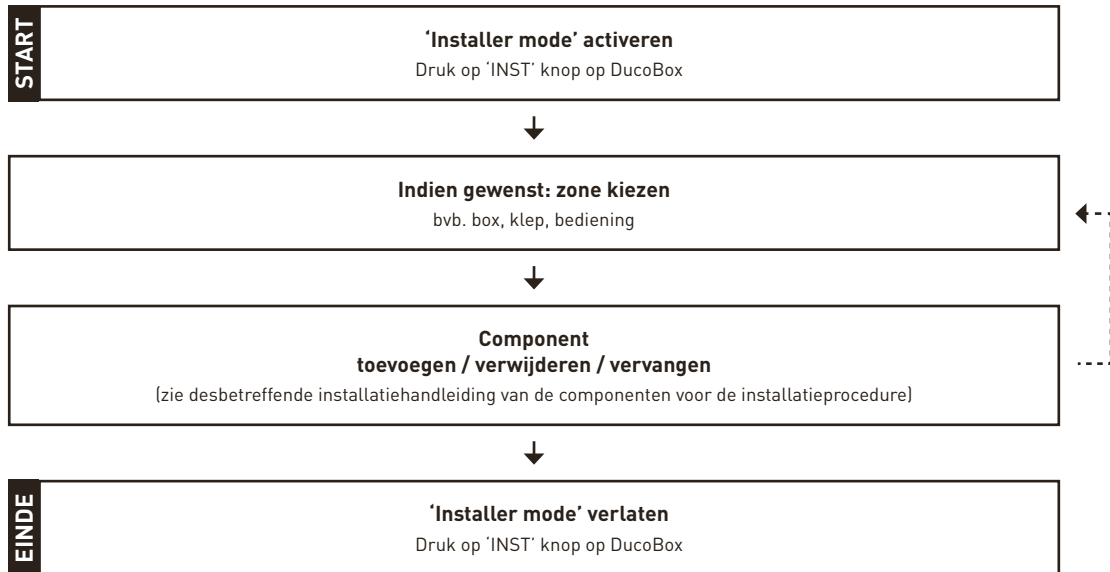 START
‘Installer mode’ activeren
Druk op ‘INST’ knop op DucoBox
Indien gewenst: zone kiezen
bvb. box, klep, bediening
Component
toevoegen / verwijderen / vervangen
(zie desbetreffende installatiehandleiding van de componenten voor de installatieprocedure)
EINDE
‘Installer mode’ verlaten
Druk op ‘INST’ knop op DucoBox